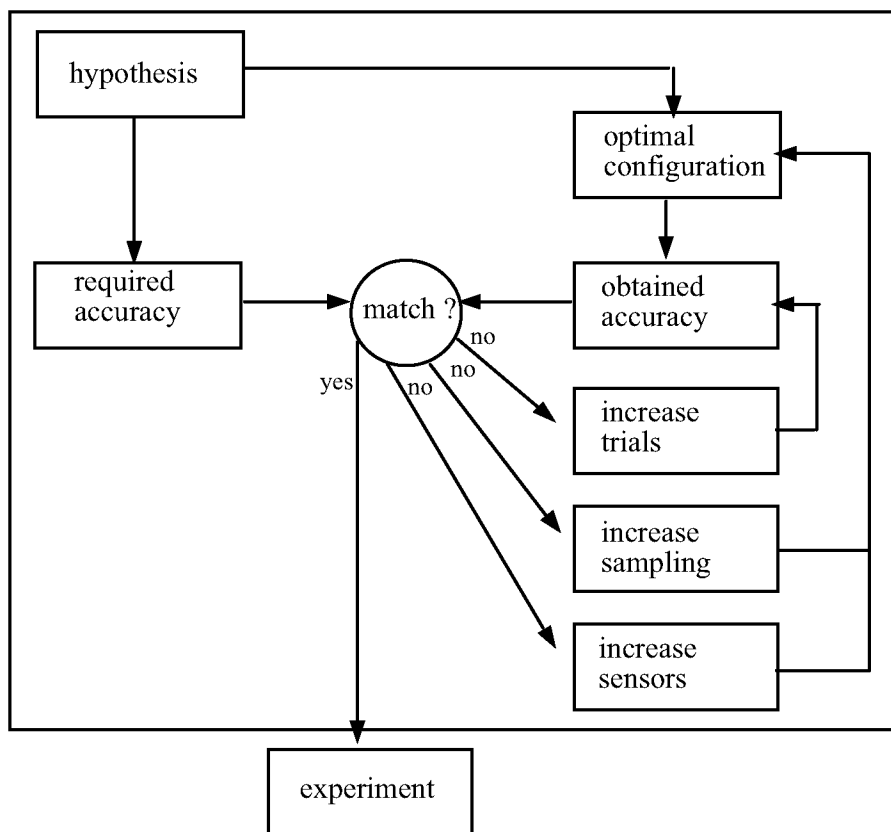 hypothesis
optimal
configuration
required
accuracy
match ?
obtained
accuracy
no
no
no
yes
increase
trials
increase
sampling
increase
sensors
experiment